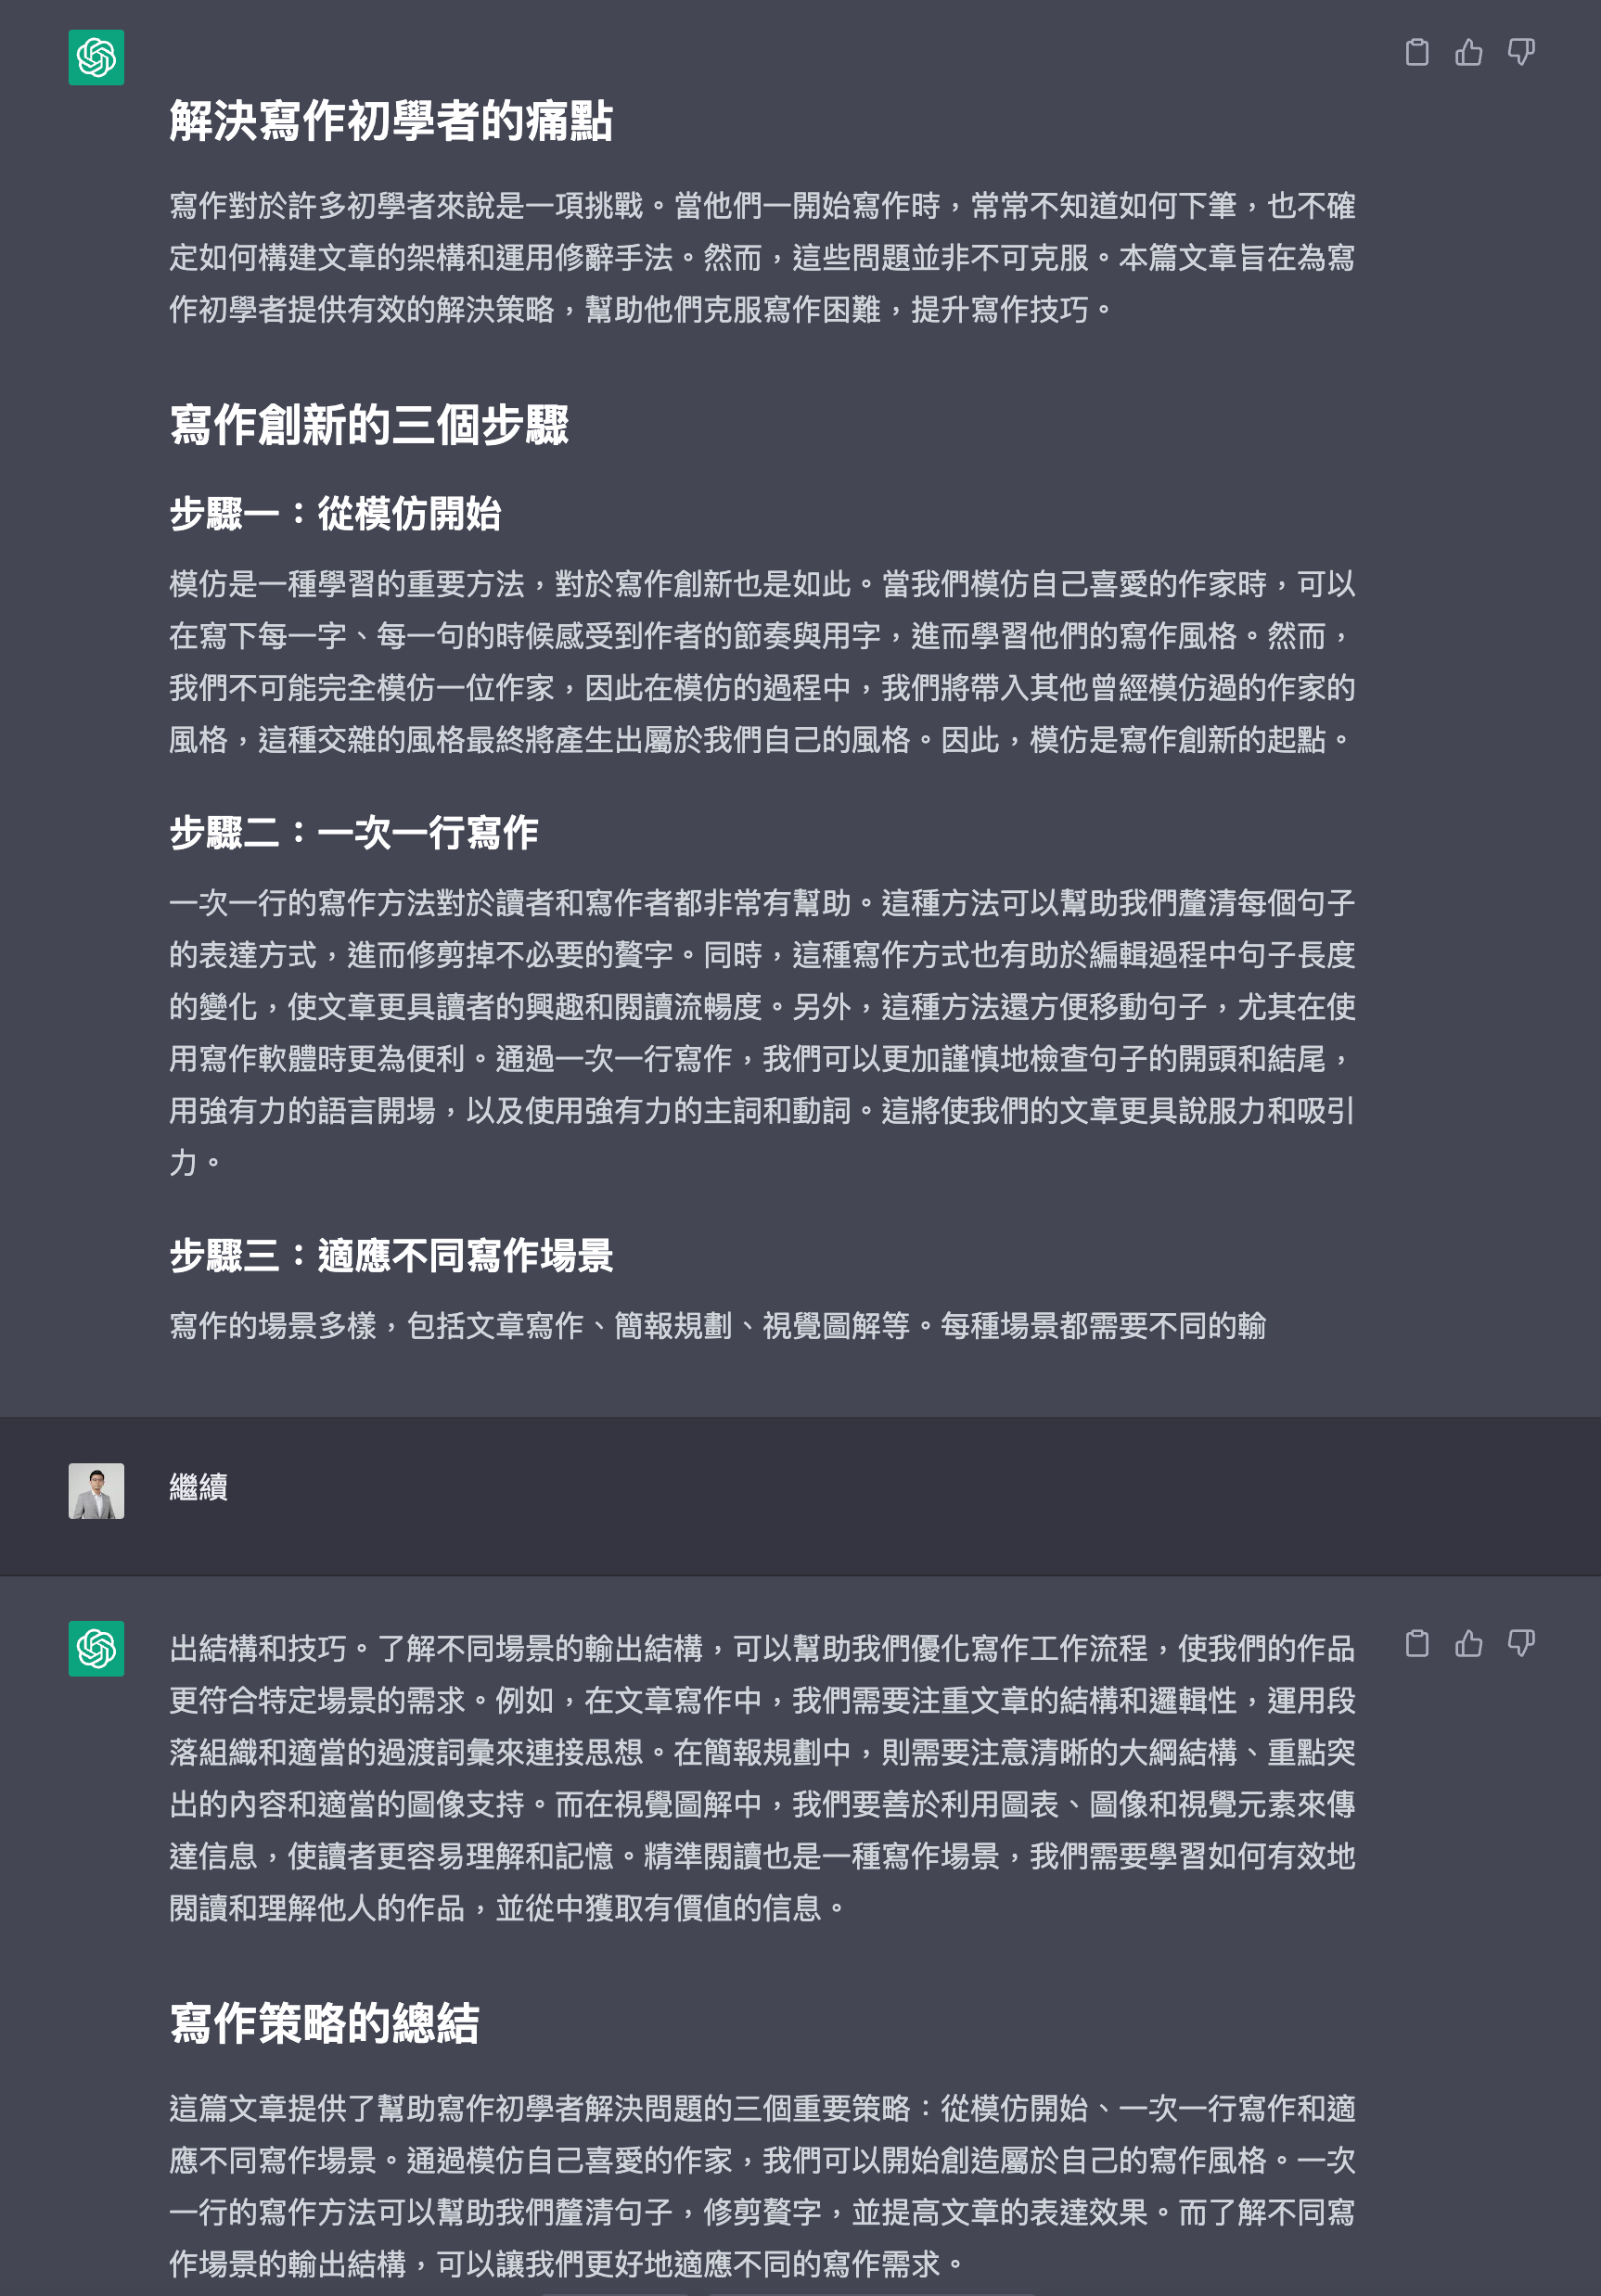 解決寫作初學者的痛點
寫作對於許多初學者來說是一項挑戰。當他們一開始寫作時，常常不知道如何下筆，也不確
定如何構建文章的架構和運用修辭手法。然而，這些問題並非不可克服。本篇文章旨在為寫
作初學者提供有效的解決策略，幫助他們克服寫作困難，提升寫作技巧。
寫作創新的三個步驟
步驟一：從模仿開始
模仿是一種學習的重要方法，對於寫作創新也是如此。當我們模仿自己喜愛的作家時，可以
在寫下每一字、每一句的時候感受到作者的節奏與用字，進而學習他們的寫作風格。然而，
我們不可能完全模仿一位作家，因此在模仿的過程中，我們將帶入其他曾經模仿過的作家的
風格，這種交雜的風格最終將產生出屬於我們自己的風格。因此，模仿是寫作創新的起點。
步驟二：一次一行寫作
一次一行的寫作方法對於讀者和寫作者都非常有幫助。這種方法可以幫助我們釐清每個句子
的表達方式，進而修剪掉不必要的贅字。同時，這種寫作方式也有助於編輯過程中句子長度
的變化，使文章更具讀者的興趣和閱讀流暢度。另外，這種方法還方便移動句子，尤其在使
用寫作軟體時更為便利。通過一次一行寫作，我們可以更加謹慎地檢查句子的開頭和結尾，
用強有力的語言開場，以及使用強有力的主詞和動詞。這將使我們的文章更具說服力和吸引
力。
步驟三：適應不同寫作場景
寫作的場景多樣，包括文章寫作、簡報規劃、視覺圖解等。每種場景都需要不同的輸
繼續
出結構和技巧。了解不同場景的輸出結構，可以幫助我們優化寫作工作流程，使我們的作品
更符合特定場景的需求。例如，在文章寫作中，我們需要注重文章的結構和邏輯性，運用段
落組織和適當的過渡詞彙來連接思想。在簡報規劃中，則需要注意清晰的大綱結構、重點突
出的內容和適當的圖像支持。而在視覺圖解中，我們要善於利用圖表、圖像和視覺元素來傳
達信息，使讀者更容易理解和記憶。精準閱讀也是一種寫作場景，我們需要學習如何有效地
閱讀和理解他人的作品，並從中獲取有價值的信息。
寫作策略的總結
這篇文章提供了幫助寫作初學者解決問題的三個重要策略：從模仿開始、一次一行寫作和適
應不同寫作場景。通過模仿自己喜愛的作家，我們可以開始創造屬於自己的寫作風格。一次
一行的寫作方法可以幫助我們釐清句子，修剪贅字，並提高文章的表達效果。而了解不同寫
作場景的輸出結構，可以讓我們更好地適應不同的寫作需求。